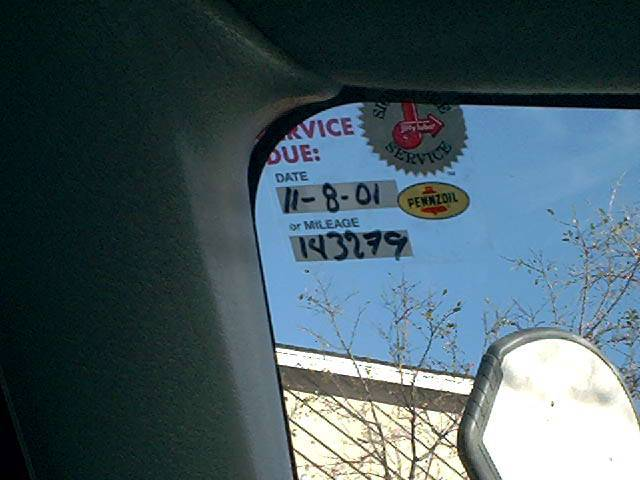 SERVICE
DUE:
SERVICE
DATE
11-8-01
PENNZOIL
or MILEAGE
143279